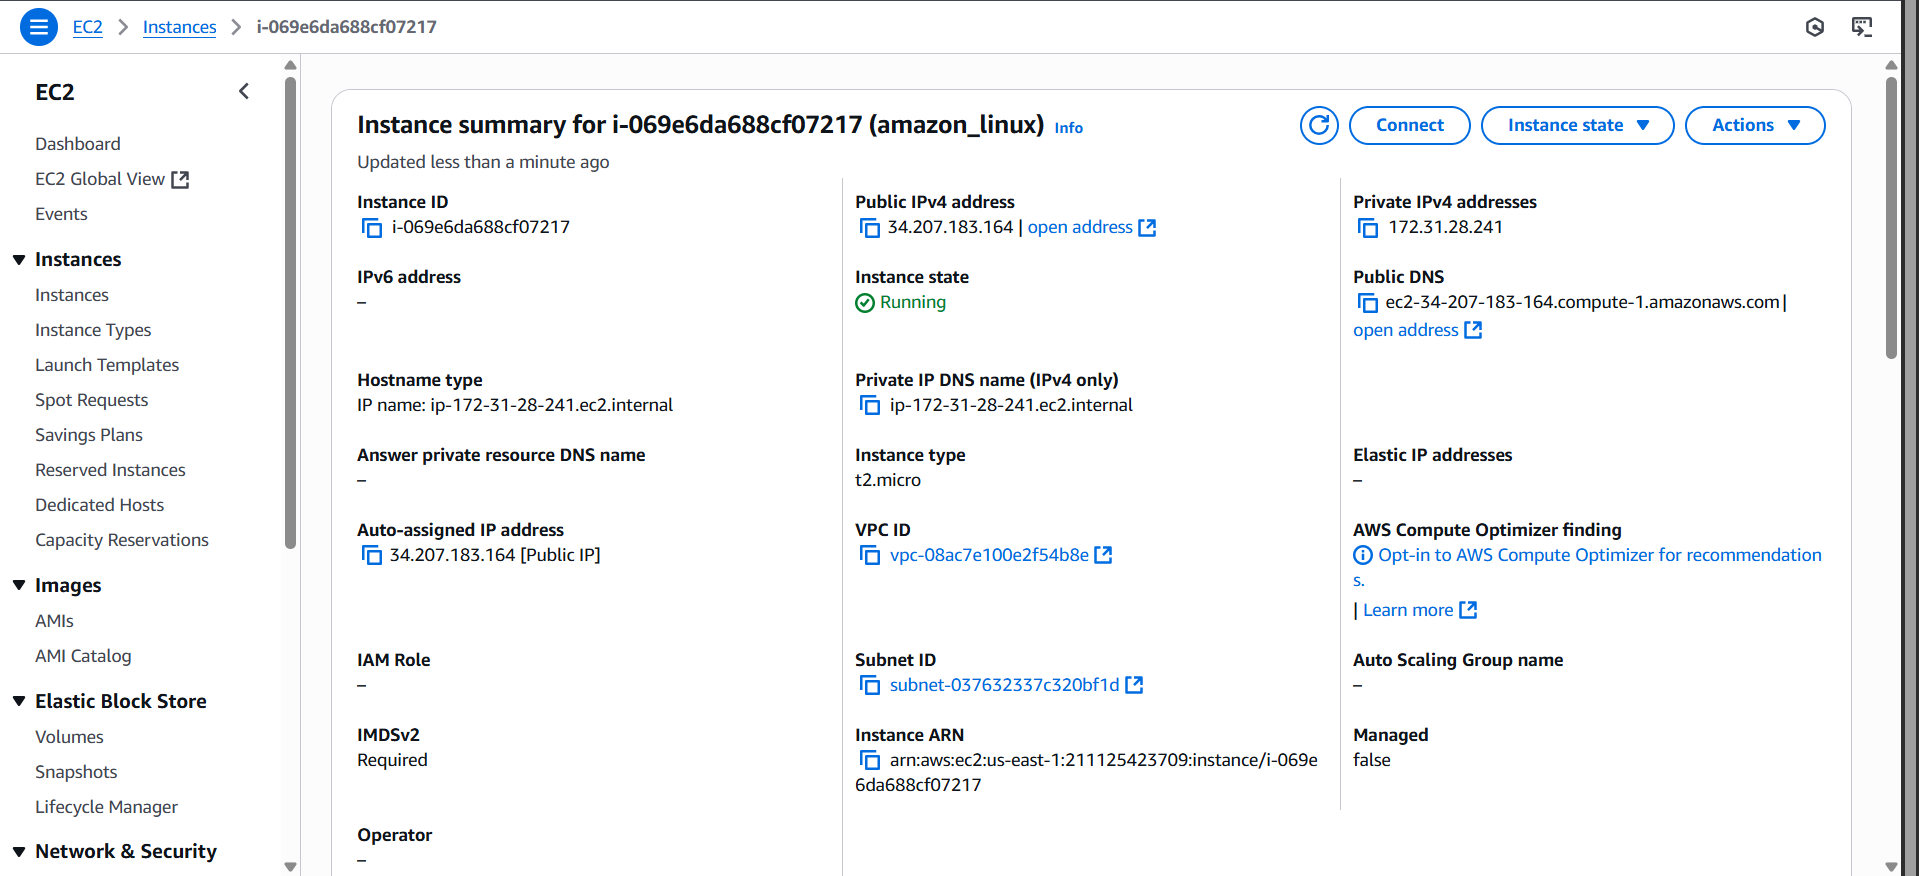 EC2 > Instances > i-069e6da688cf07217
EC2
Dashboard
EC2 Global View
Events
Instances
Instances
Instance Types
Launch Templates
Spot Requests
Savings Plans
Reserved Instances
Dedicated Hosts
Capacity Reservations
Images
AMIs
AMI Catalog
Elastic Block Store
Volumes
Snapshots
Lifecycle Manager
Network & Security
Instance summary for i-069e6da688cf07217 (amazon_linux) Info
Connect
Instance state
Actions
Updated less than a minute ago
Instance ID
i-069e6da688cf07217
Public IPv4 address
34.207.183.164 | open address
Private IPv4 addresses
172.31.28.241
IPv6 address
–
Instance state
Running
Public DNS
ec2-34-207-183-164.compute-1.amazonaws.com |
open address
Hostname type
IP name: ip-172-31-28-241.ec2.internal
Private IP DNS name (IPv4 only)
ip-172-31-28-241.ec2.internal
Answer private resource DNS name
–
Instance type
t2.micro
Elastic IP addresses
–
Auto-assigned IP address
34.207.183.164 [Public IP]
VPC ID
vpc-08ac7e100e2f54b8e
AWS Compute Optimizer finding
Opt-in to AWS Compute Optimizer for recommendation
s.
| Learn more
IAM Role
–
Subnet ID
subnet-037632337c320bf1d
Auto Scaling Group name
–
IMDSv2
Required
Instance ARN
arn:aws:ec2:us-east-1:211125423709:instance/i-069e
6da688cf07217
Managed
false
Operator
–